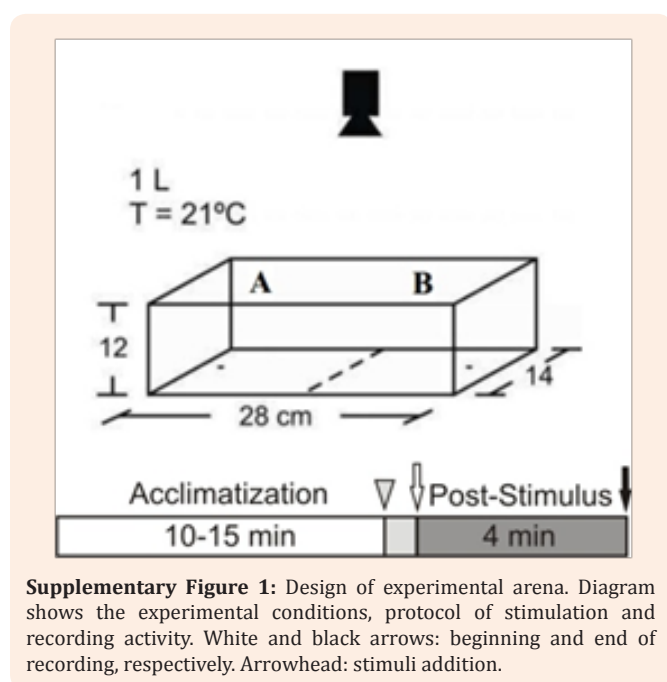 1 L
T = 21ºC
A B
12
14
28 cm
Acclimatization Post-Stimulus
10-15 min 4 min
Supplementary Figure 1: Design of experimental arena. Diagram
shows the experimental conditions, protocol of stimulation and
recording activity. White and black arrows: beginning and end of
recording, respectively. Arrowhead: stimuli addition.